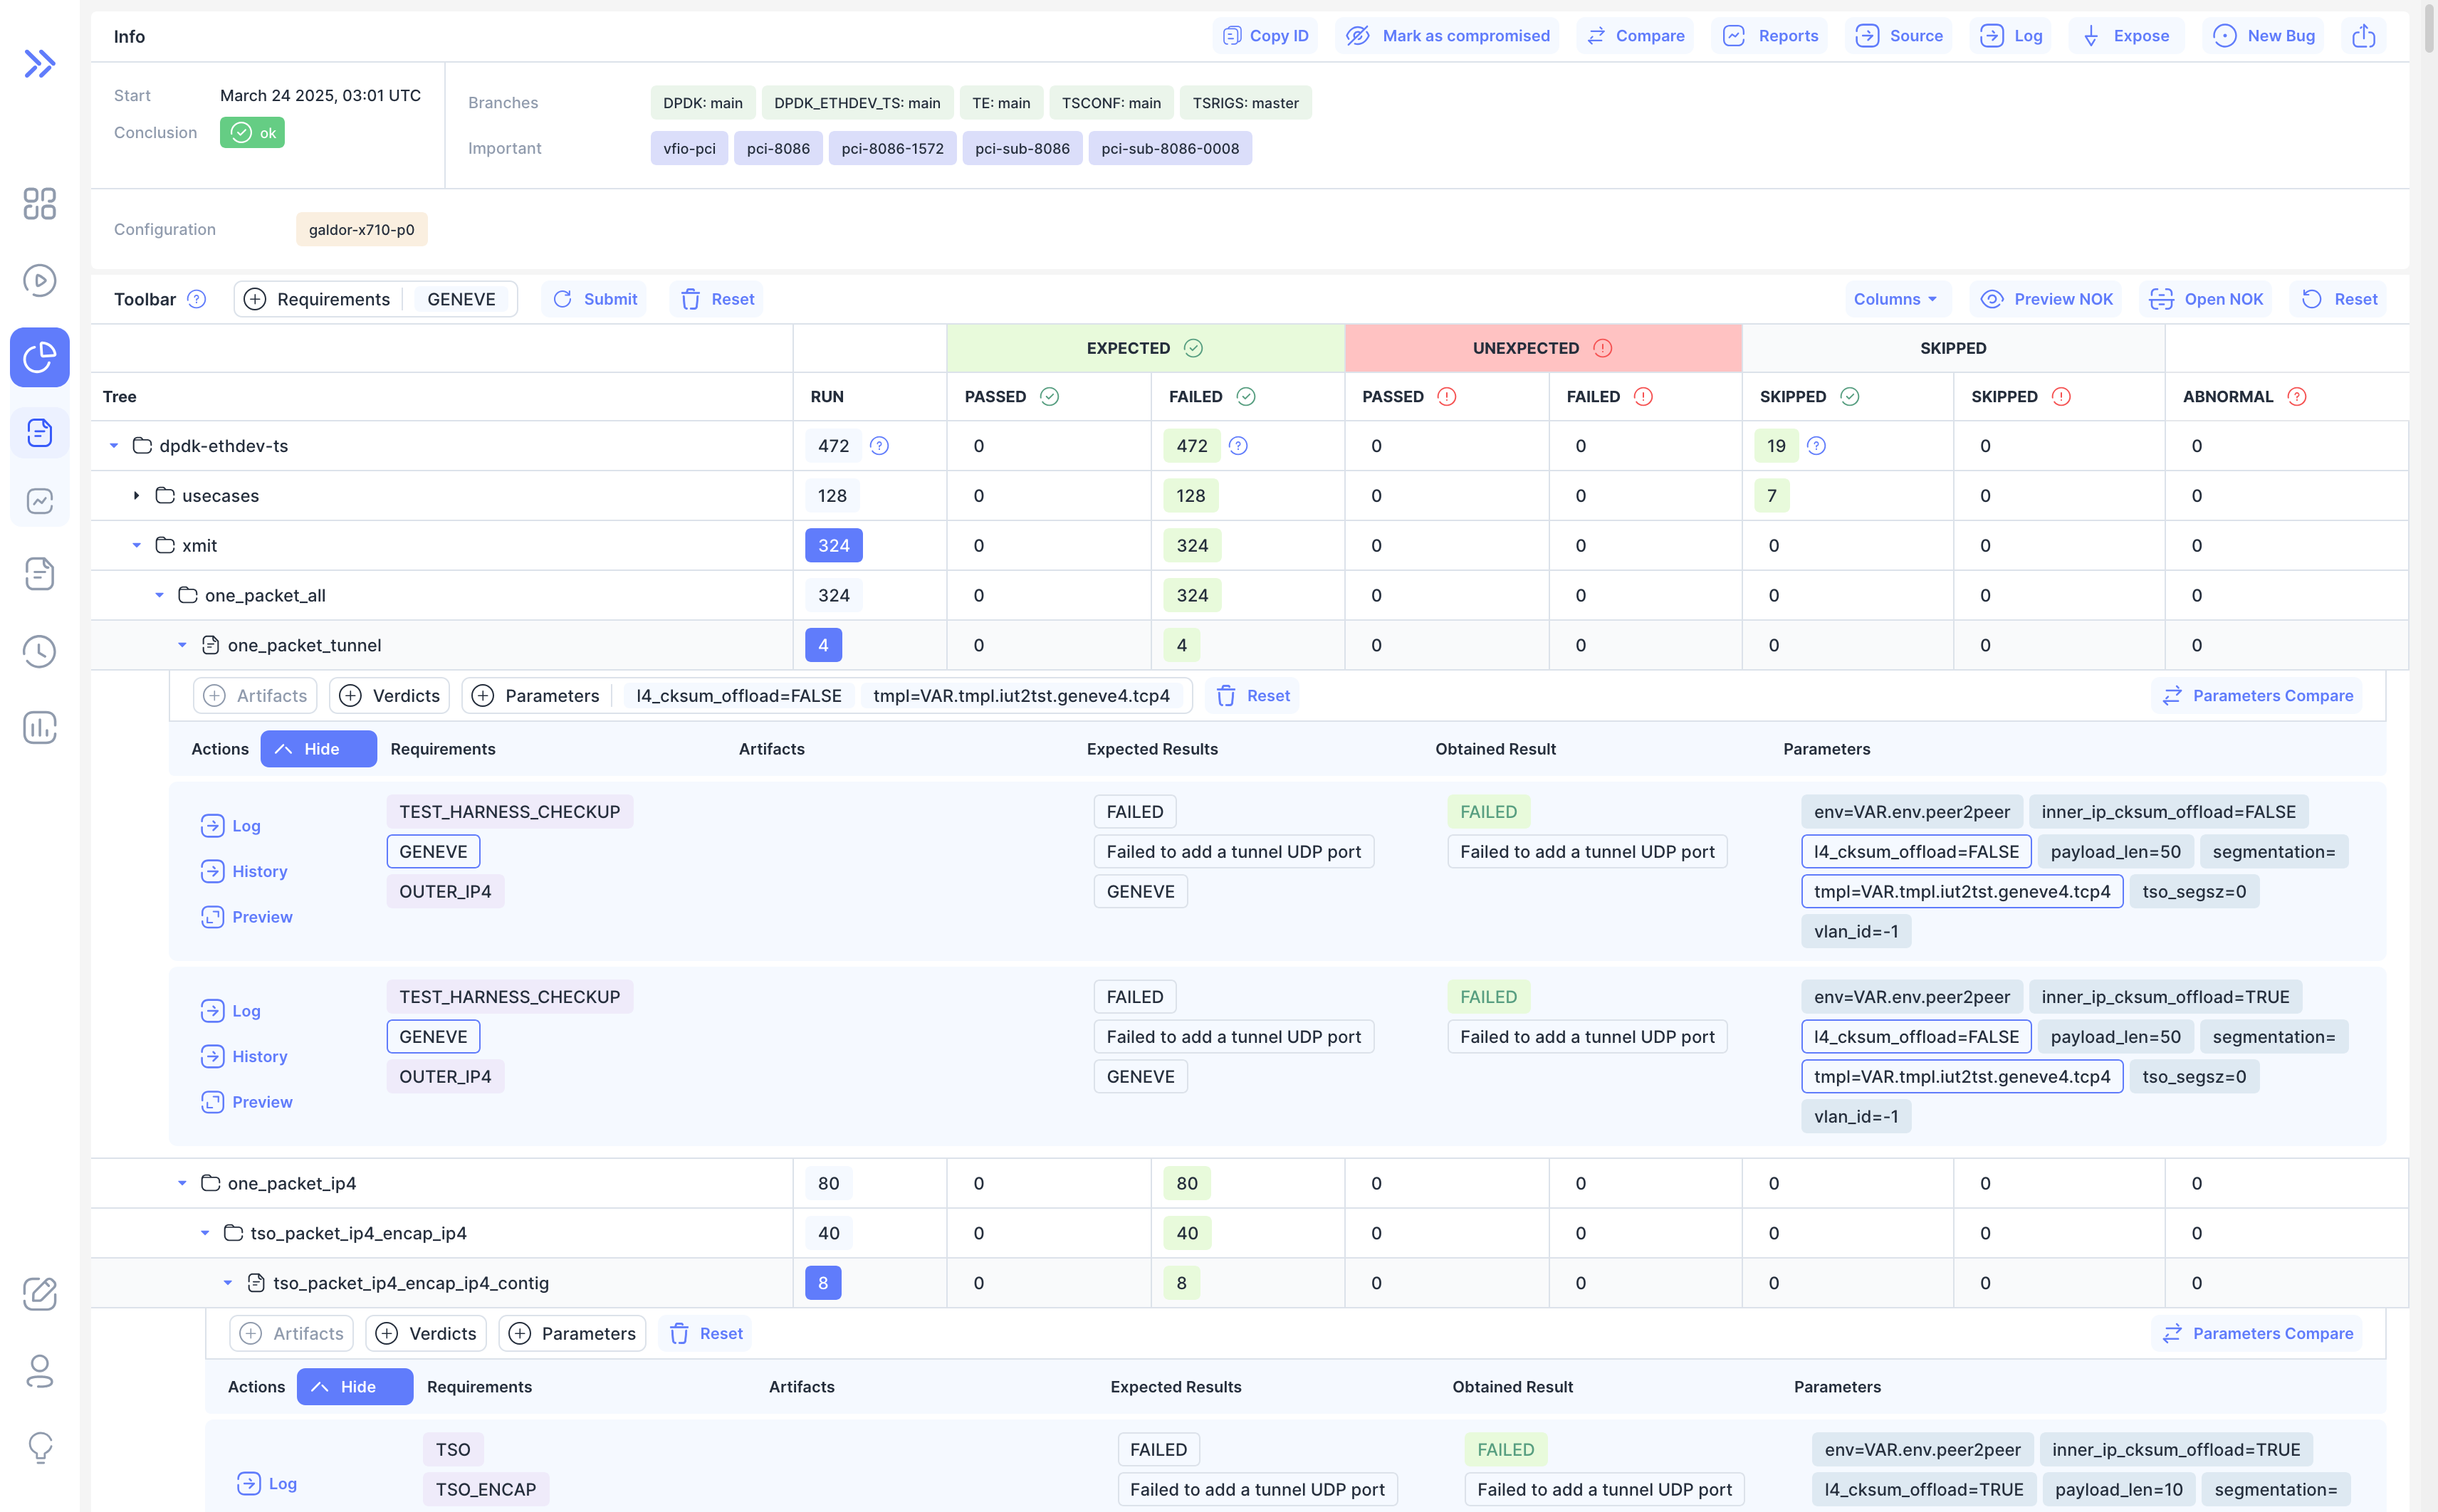 Info
Copy ID Mark as compromised Compare Reports Source Log Expose New Bug
Start March 24 2025, 03:01 UTC
Conclusion ok
Branches DPDK: main DPDK_ETHDEV_TS: main TE: main TSCONF: main TSRIGS: master
Important vfio-pci pci-8086 pci-8086-1572 pci-sub-8086 pci-sub-8086-0008
Configuration galdor-x710-p0
Toolbar Requirements GENEVE Submit Reset Columns Preview NOK Open NOK Reset
EXPECTED UNEXPECTED SKIPPED
Tree RUN PASSED FAILED PASSED FAILED SKIPPED SKIPPED ABNORMAL
dpdk-ethdev-ts 472 0 472 0 0 19 0 0
usecases 128 0 128 0 0 7 0 0
xmit 324 0 324 0 0 0 0 0
one_packet_all 324 0 324 0 0 0 0 0
one_packet_tunnel 4 0 4 0 0 0 0 0
Artifacts Verdicts Parameters l4_cksum_offload=FALSE tmpl=VAR.tmpl.iut2tst.geneve4.tcp4 Reset Parameters Compare
Actions Hide Requirements Artifacts Expected Results Obtained Result Parameters
Log
History
Preview
TEST_HARNESS_CHECKUP
GENEVE
OUTER_IP4
FAILED
Failed to add a tunnel UDP port
GENEVE
FAILED
Failed to add a tunnel UDP port
env=VAR.env.peer2peer inner_ip_cksum_offload=FALSE
l4_cksum_offload=FALSE payload_len=50 segmentation=
tmpl=VAR.tmpl.iut2tst.geneve4.tcp4 tso_segsz=0
vlan_id=-1
Log
History
Preview
TEST_HARNESS_CHECKUP
GENEVE
OUTER_IP4
FAILED
Failed to add a tunnel UDP port
GENEVE
FAILED
Failed to add a tunnel UDP port
env=VAR.env.peer2peer inner_ip_cksum_offload=TRUE
l4_cksum_offload=FALSE payload_len=50 segmentation=
tmpl=VAR.tmpl.iut2tst.geneve4.tcp4 tso_segsz=0
vlan_id=-1
one_packet_ip4 80 0 80 0 0 0 0 0
tso_packet_ip4_encap_ip4 40 0 40 0 0 0 0 0
tso_packet_ip4_encap_ip4_contig 8 0 8 0 0 0 0 0
Artifacts Verdicts Parameters Reset Parameters Compare
Actions Hide Requirements Artifacts Expected Results Obtained Result Parameters
Log
TSO
TSO_ENCAP
FAILED
Failed to add a tunnel UDP port
FAILED
Failed to add a tunnel UDP port
env=VAR.env.peer2peer inner_ip_cksum_offload=TRUE
l4_cksum_offload=TRUE payload_len=10 segmentation=